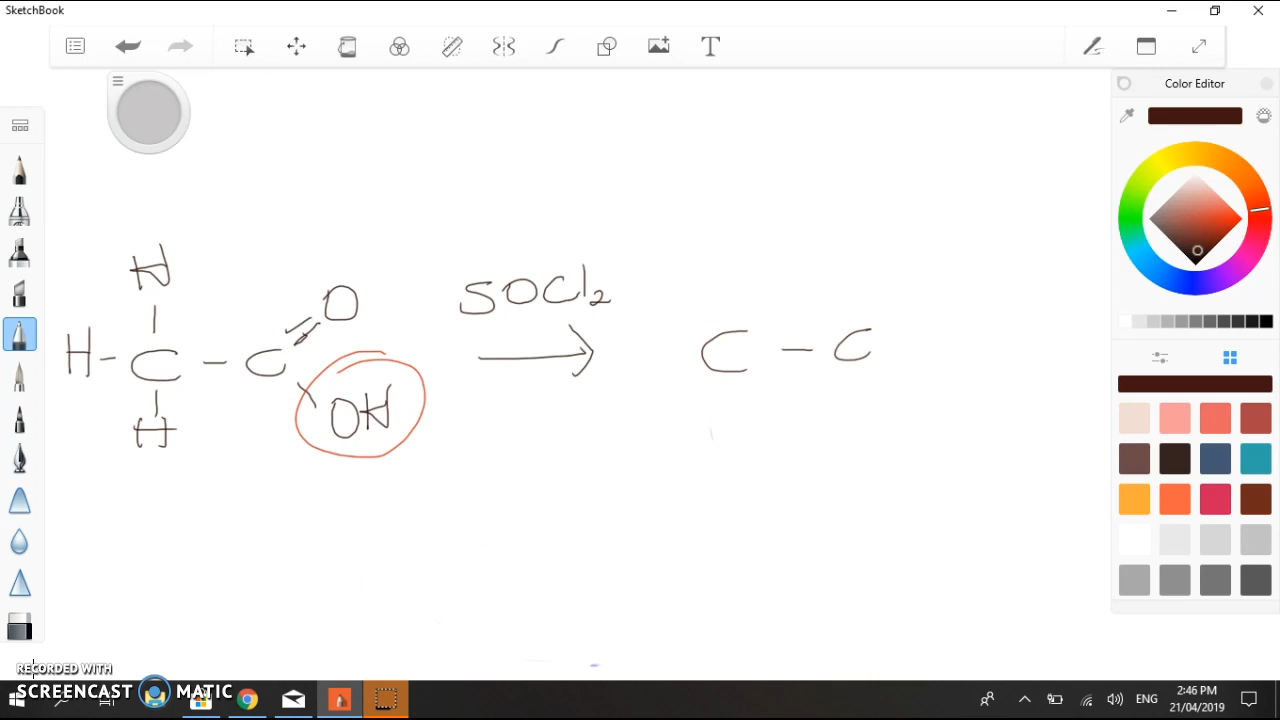 SketchBook
Color Editor
H
O
SOCl2
H - C - C
C - C
OH
H
RECORDED WITH
SCREENCAST MATIC
ENG
2:46 PM
21/04/2019